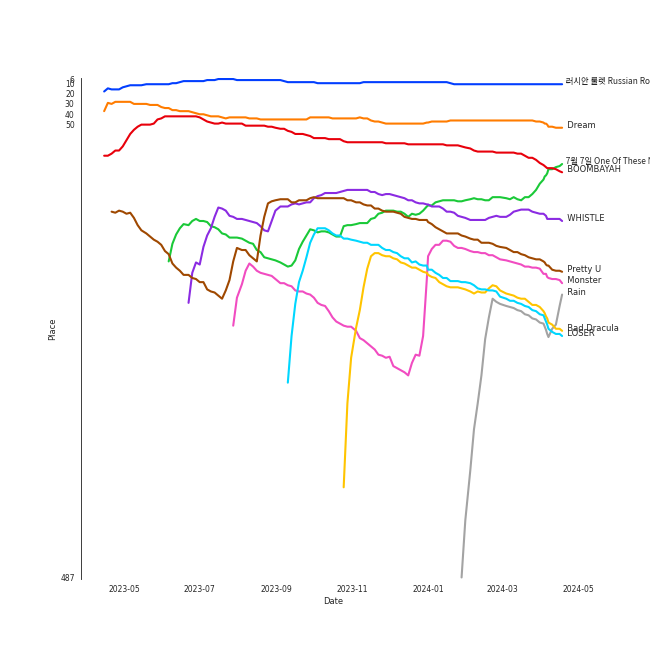 6
10
20
30
40
50
487
Place
러시안 룰렛 Russian Ro
Dream
7월 7일 One Of These N
BOOMBAYAH
WHISTLE
Pretty U
Monster
Rain
Bad Dracula
LOSER
2023-05
2023-07
2023-09
2023-11
2024-01
2024-03
2024-05
Date